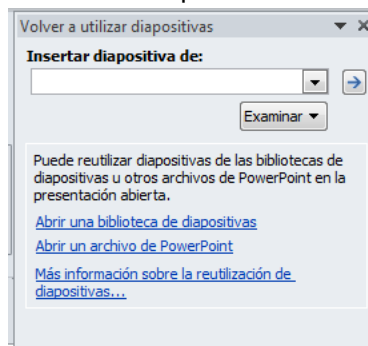 Volver a utilizar diapositivas
Insertar diapositiva de:
Examinar
Puede reutilizar diapositivas de las bibliotecas de
diapositivas u otros archivos de PowerPoint en la
presentación abierta.
Abrir una biblioteca de diapositivas
Abrir un archivo de PowerPoint
Más información sobre la reutilización de
diapositivas...